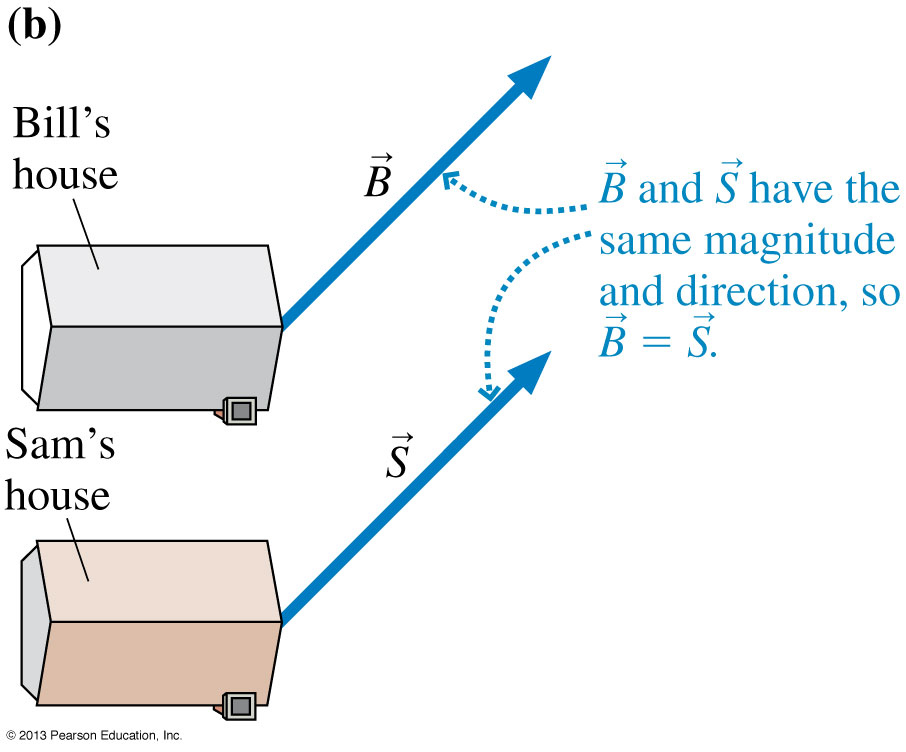 (b)
Bill's
house
B⃗
B⃗ and S⃗ have the
same magnitude
and direction, so
B⃗ = S⃗.
Sam's
house
S⃗
© 2013 Pearson Education, Inc.